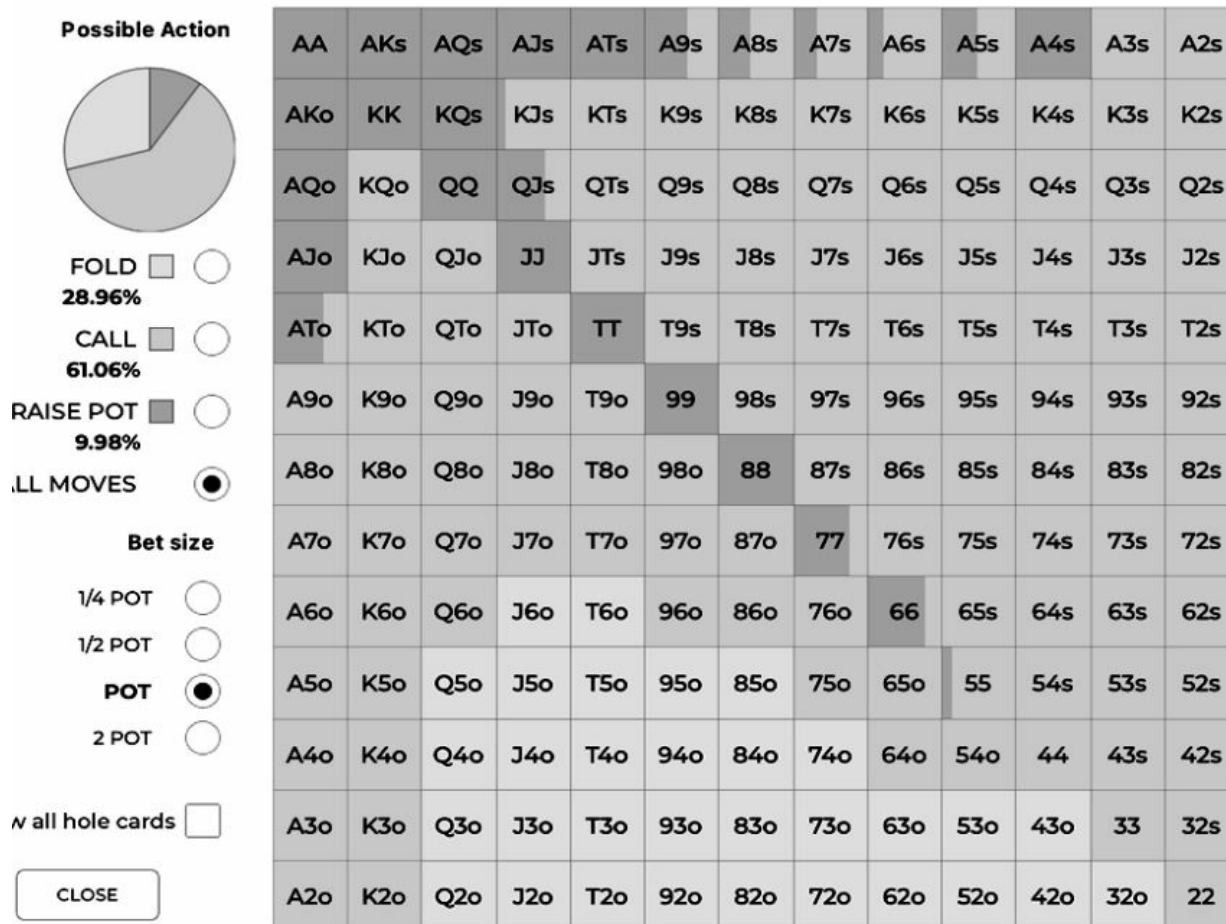 Possible Action
FOLD
28.96%
CALL
61.06%
RAISE POT
9.98%
LL MOVES
Bet size
1/4 POT
1/2 POT
POT
2 POT
w all hole cards
CLOSE
AA AKs AQs AJs ATs A9s A8s A7s A6s A5s A4s A3s A2s
AKo KK KQs KJs KTs K9s K8s K7s K6s K5s K4s K3s K2s
AQo KQo QQ QJs QTs Q9s Q8s Q7s Q6s Q5s Q4s Q3s Q2s
AJo KJo QJo JJ JTs J9s J8s J7s J6s J5s J4s J3s J2s
ATo KTo QTo JTo TT T9s T8s T7s T6s T5s T4s T3s T2s
A9o K9o Q9o J9o T9o 99 98s 97s 96s 95s 94s 93s 92s
A8o K8o Q8o J8o T8o 98o 88 87s 86s 85s 84s 83s 82s
A7o K7o Q7o J7o T7o 97o 87o 77 76s 75s 74s 73s 72s
A6o K6o Q6o J6o T6o 96o 86o 76o 66 65s 64s 63s 62s
A5o K5o Q5o J5o T5o 95o 85o 75o 65o 55 54s 53s 52s
A4o K4o Q4o J4o T4o 94o 84o 74o 64o 54o 44 43s 42s
A3o K3o Q3o J3o T3o 93o 83o 73o 63o 53o 43o 33 32s
A2o K2o Q2o J2o T2o 92o 82o 72o 62o 52o 42o 32o 22